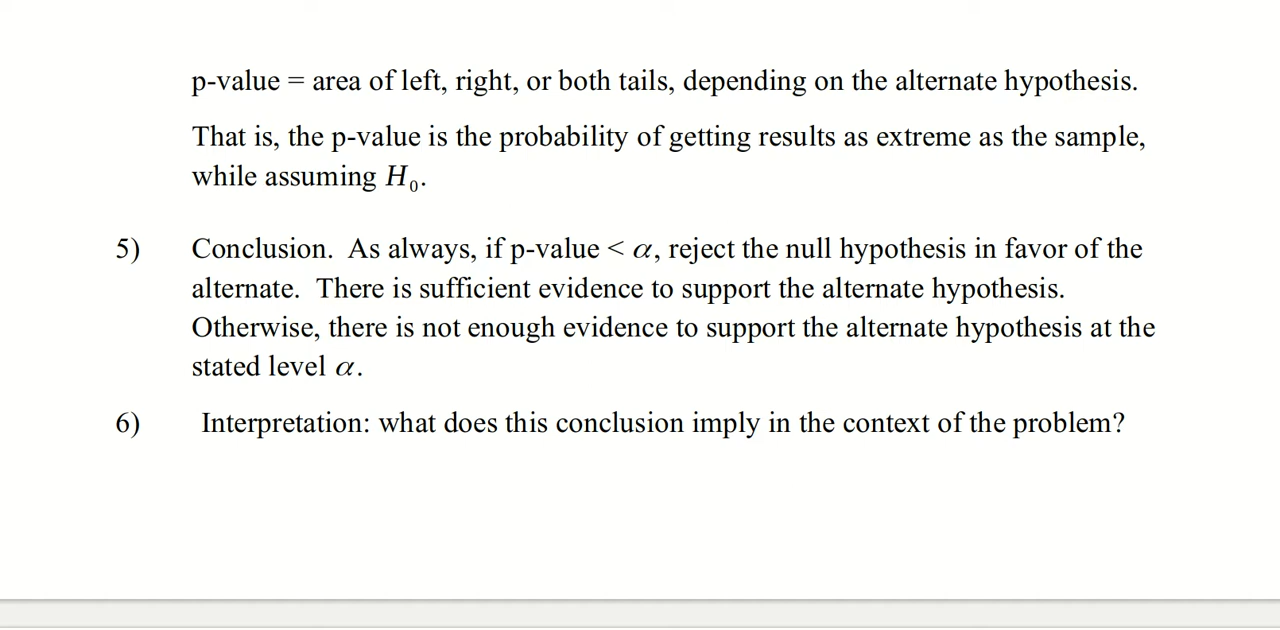 p-value = area of left, right, or both tails, depending on the alternate hypothesis.
That is, the p-value is the probability of getting results as extreme as the sample,
while assuming H₀.
5) Conclusion. As always, if p-value < α, reject the null hypothesis in favor of the
alternate. There is sufficient evidence to support the alternate hypothesis.
Otherwise, there is not enough evidence to support the alternate hypothesis at the
stated level α.
6) Interpretation: what does this conclusion imply in the context of the problem?